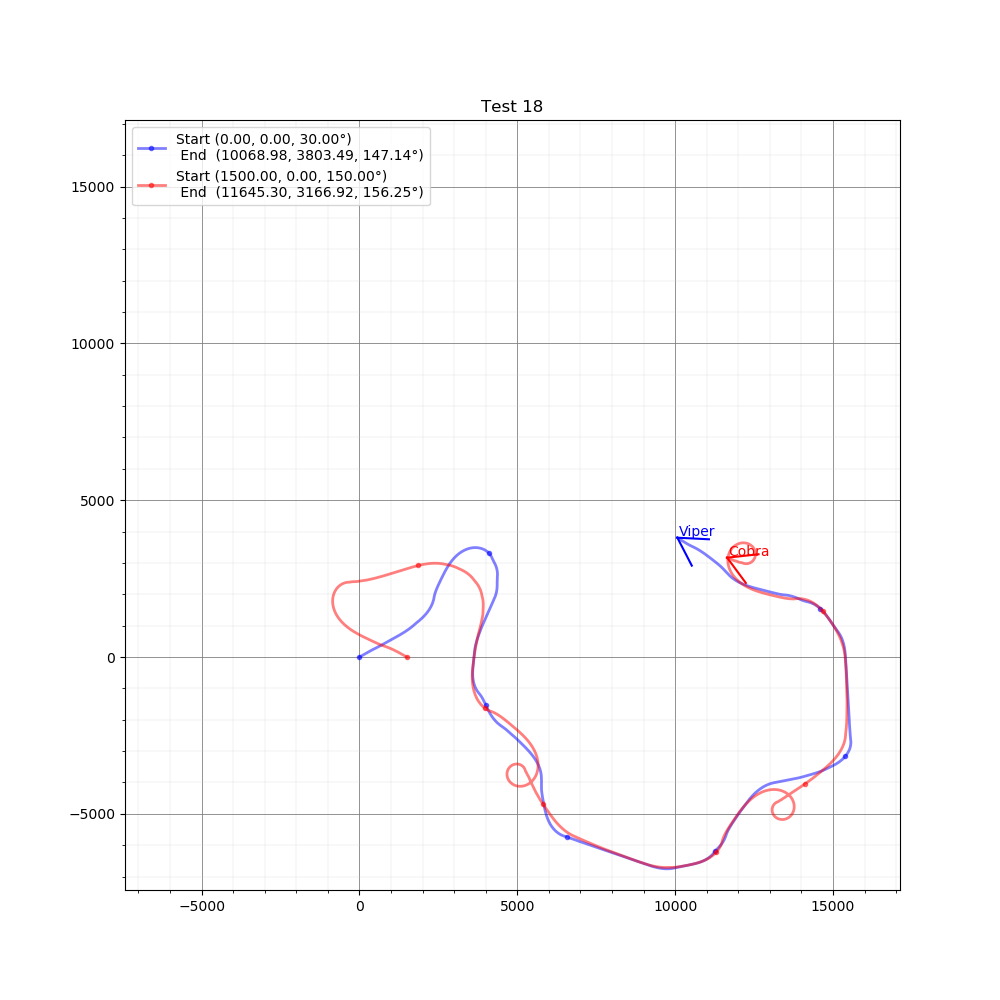 Test 18
Start (0.00, 0.00, 30.00°)
End (10068.98, 3803.49, 147.14°)
Start (1500.00, 0.00, 150.00°)
End (11645.30, 3166.92, 156.25°)
15000
10000
5000
0
−5000
Viper
Cobra
−5000 0 5000 10000 15000